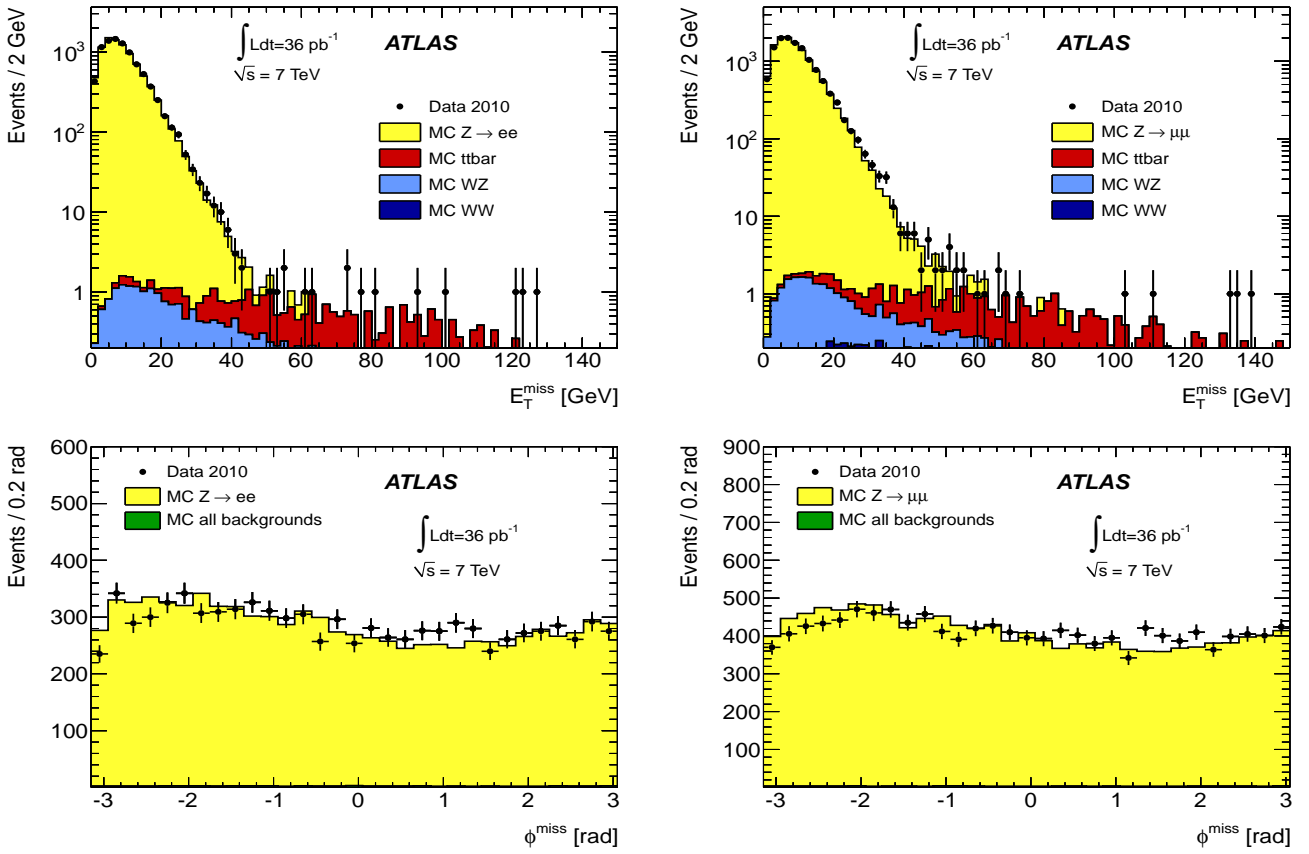 Events / 2 GeV
10³
10²
10
1
∫Ldt=36 pb⁻¹
√s = 7 TeV
ATLAS
Data 2010
MC Z → ee
MC ttbar
MC WZ
MC WW
0 20 40 60 80 100 120
E_T^miss [GeV]
Events / 2 GeV
10³
10²
10
1
∫Ldt=36 pb⁻¹
√s = 7 TeV
ATLAS
Data 2010
MC Z → μμ
MC ttbar
MC WZ
MC WW
0 20 40 60 80 100 120 140
E_T^miss [GeV]
Events / 0.2 rad
600
500
400
300
200
100
Data 2010
MC Z → ee
MC all backgrounds
ATLAS
∫Ldt=36 pb⁻¹
√s = 7 TeV
-3 -2 -1 0 1 2 3
ϕ^miss [rad]
Events / 0.2 rad
900
800
700
600
500
400
300
200
100
Data 2010
MC Z → μμ
MC all backgrounds
ATLAS
∫Ldt=36 pb⁻¹
√s = 7 TeV
-3 -2 -1 0 1 2 3
ϕ^miss [rad]